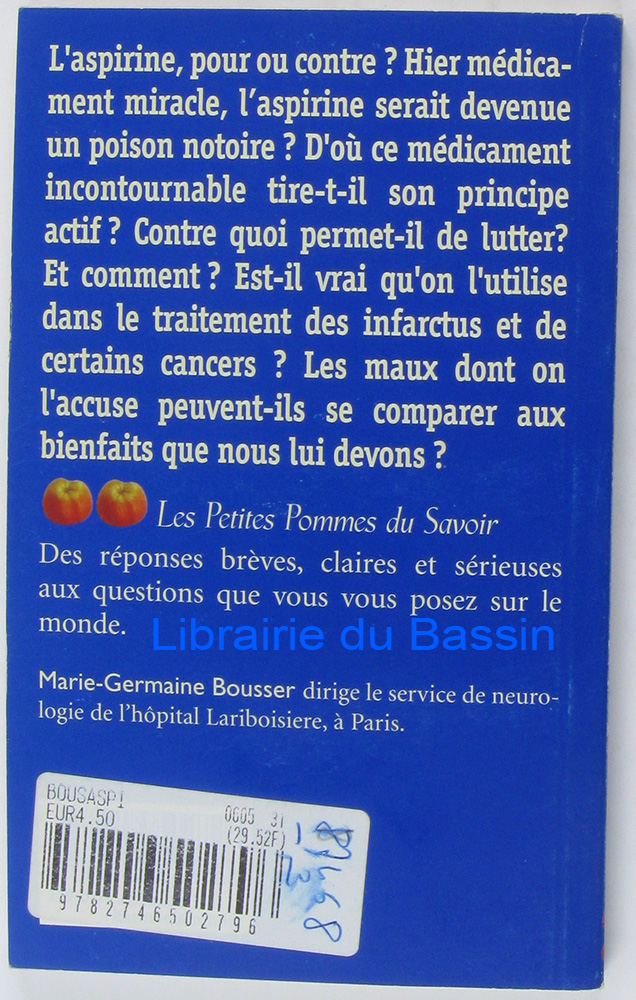 L'aspirine, pour ou contre ? Hier médica-
ment miracle, l'aspirine serait devenue
un poison notoire ? D'où ce médicament
incontournable tire-t-il son principe
actif ? Contre quoi permet-il de lutter?
Et comment ? Est-il vrai qu'on l'utilise
dans le traitement des infarctus et de
certains cancers ? Les maux dont on
l'accuse peuvent-ils se comparer aux
bienfaits que nous lui devons ?
Les Petites Pommes du Savoir
Des réponses brèves, claires et sérieuses
aux questions que vous vous posez sur le
monde.
Librairie du Bassin
Marie-Germaine Bousser dirige le service de neuro-
logie de l'hôpital Lariboisiere, à Paris.
BOUSASPI
EUR4.50 0005 31
(29.52F)
9782746502796